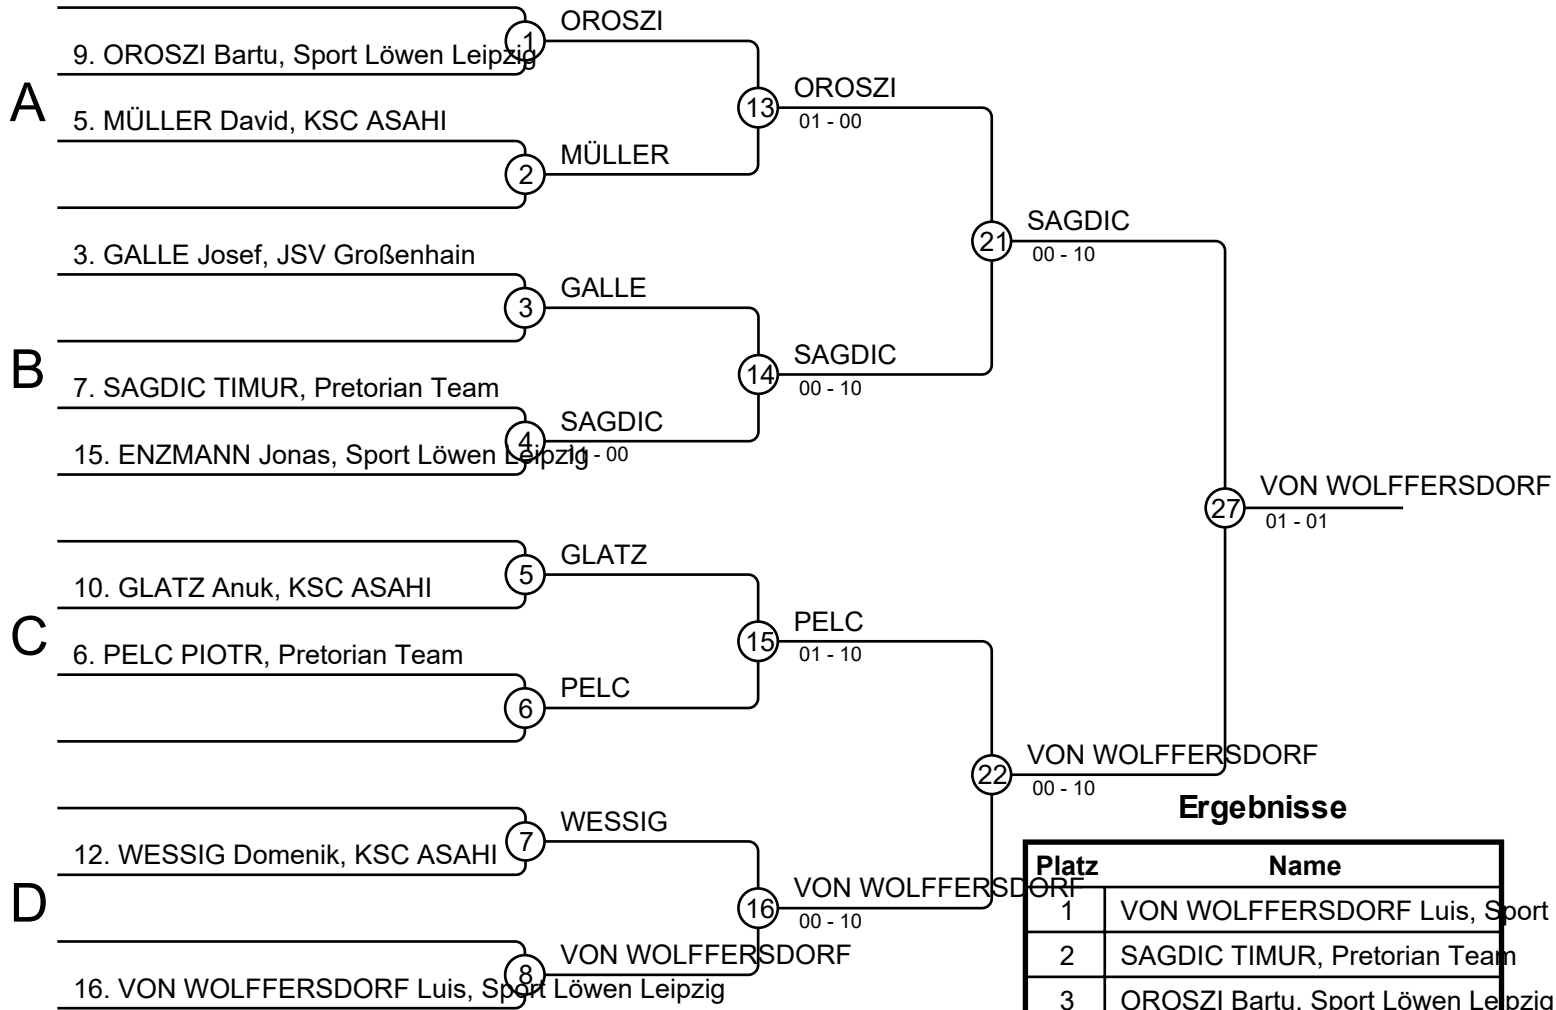 OROSZI
1
9. OROSZI Bartu, Sport Löwen Leipzig
A
OROSZI
13
01 - 00
5. MÜLLER David, KSC ASAHI
MÜLLER
2
SAGDIC
21
00 - 10
3. GALLE Josef, JSV Großenhain
GALLE
3
B
SAGDIC
14
00 - 10
7. SAGDIC TIMUR, Pretorian Team
SAGDIC
4
- 00
15. ENZMANN Jonas, Sport Löwen Leipzig
VON WOLFFERSDORF
27
01 - 01
GLATZ
5
10. GLATZ Anuk, KSC ASAHI
C
PELC
15
01 - 10
6. PELC PIOTR, Pretorian Team
PELC
6
VON WOLFFERSDORF
22
00 - 10
WESSIG
7
12. WESSIG Domenik, KSC ASAHI
D
VON WOLFFERSDORF
16
00 - 10
VON WOLFFERSDORF
8
16. VON WOLFFERSDORF Luis, Sport Löwen Leipzig
Ergebnisse
Platz Name
1 VON WOLFFERSDORF Luis, Sport
2 SAGDIC TIMUR, Pretorian Team
3 OROSZI Bartu, Sport Löwen Leipzig